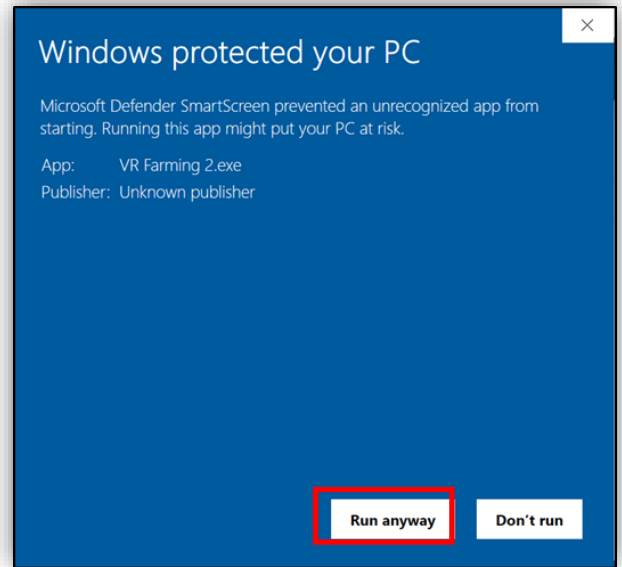 Windows protected your PC
Microsoft Defender SmartScreen prevented an unrecognized app from
starting. Running this app might put your PC at risk.
App: VR Farming 2.exe
Publisher: Unknown publisher
Run anyway
Don't run